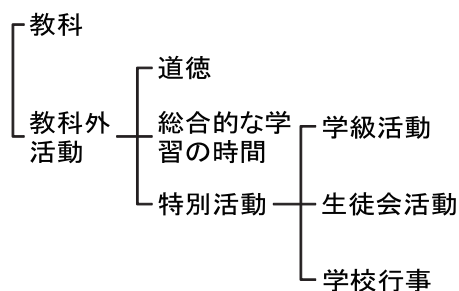 教科
教科外
活動
道徳
総合的な学
習の時間
特別活動
学級活動
生徒会活動
学校行事